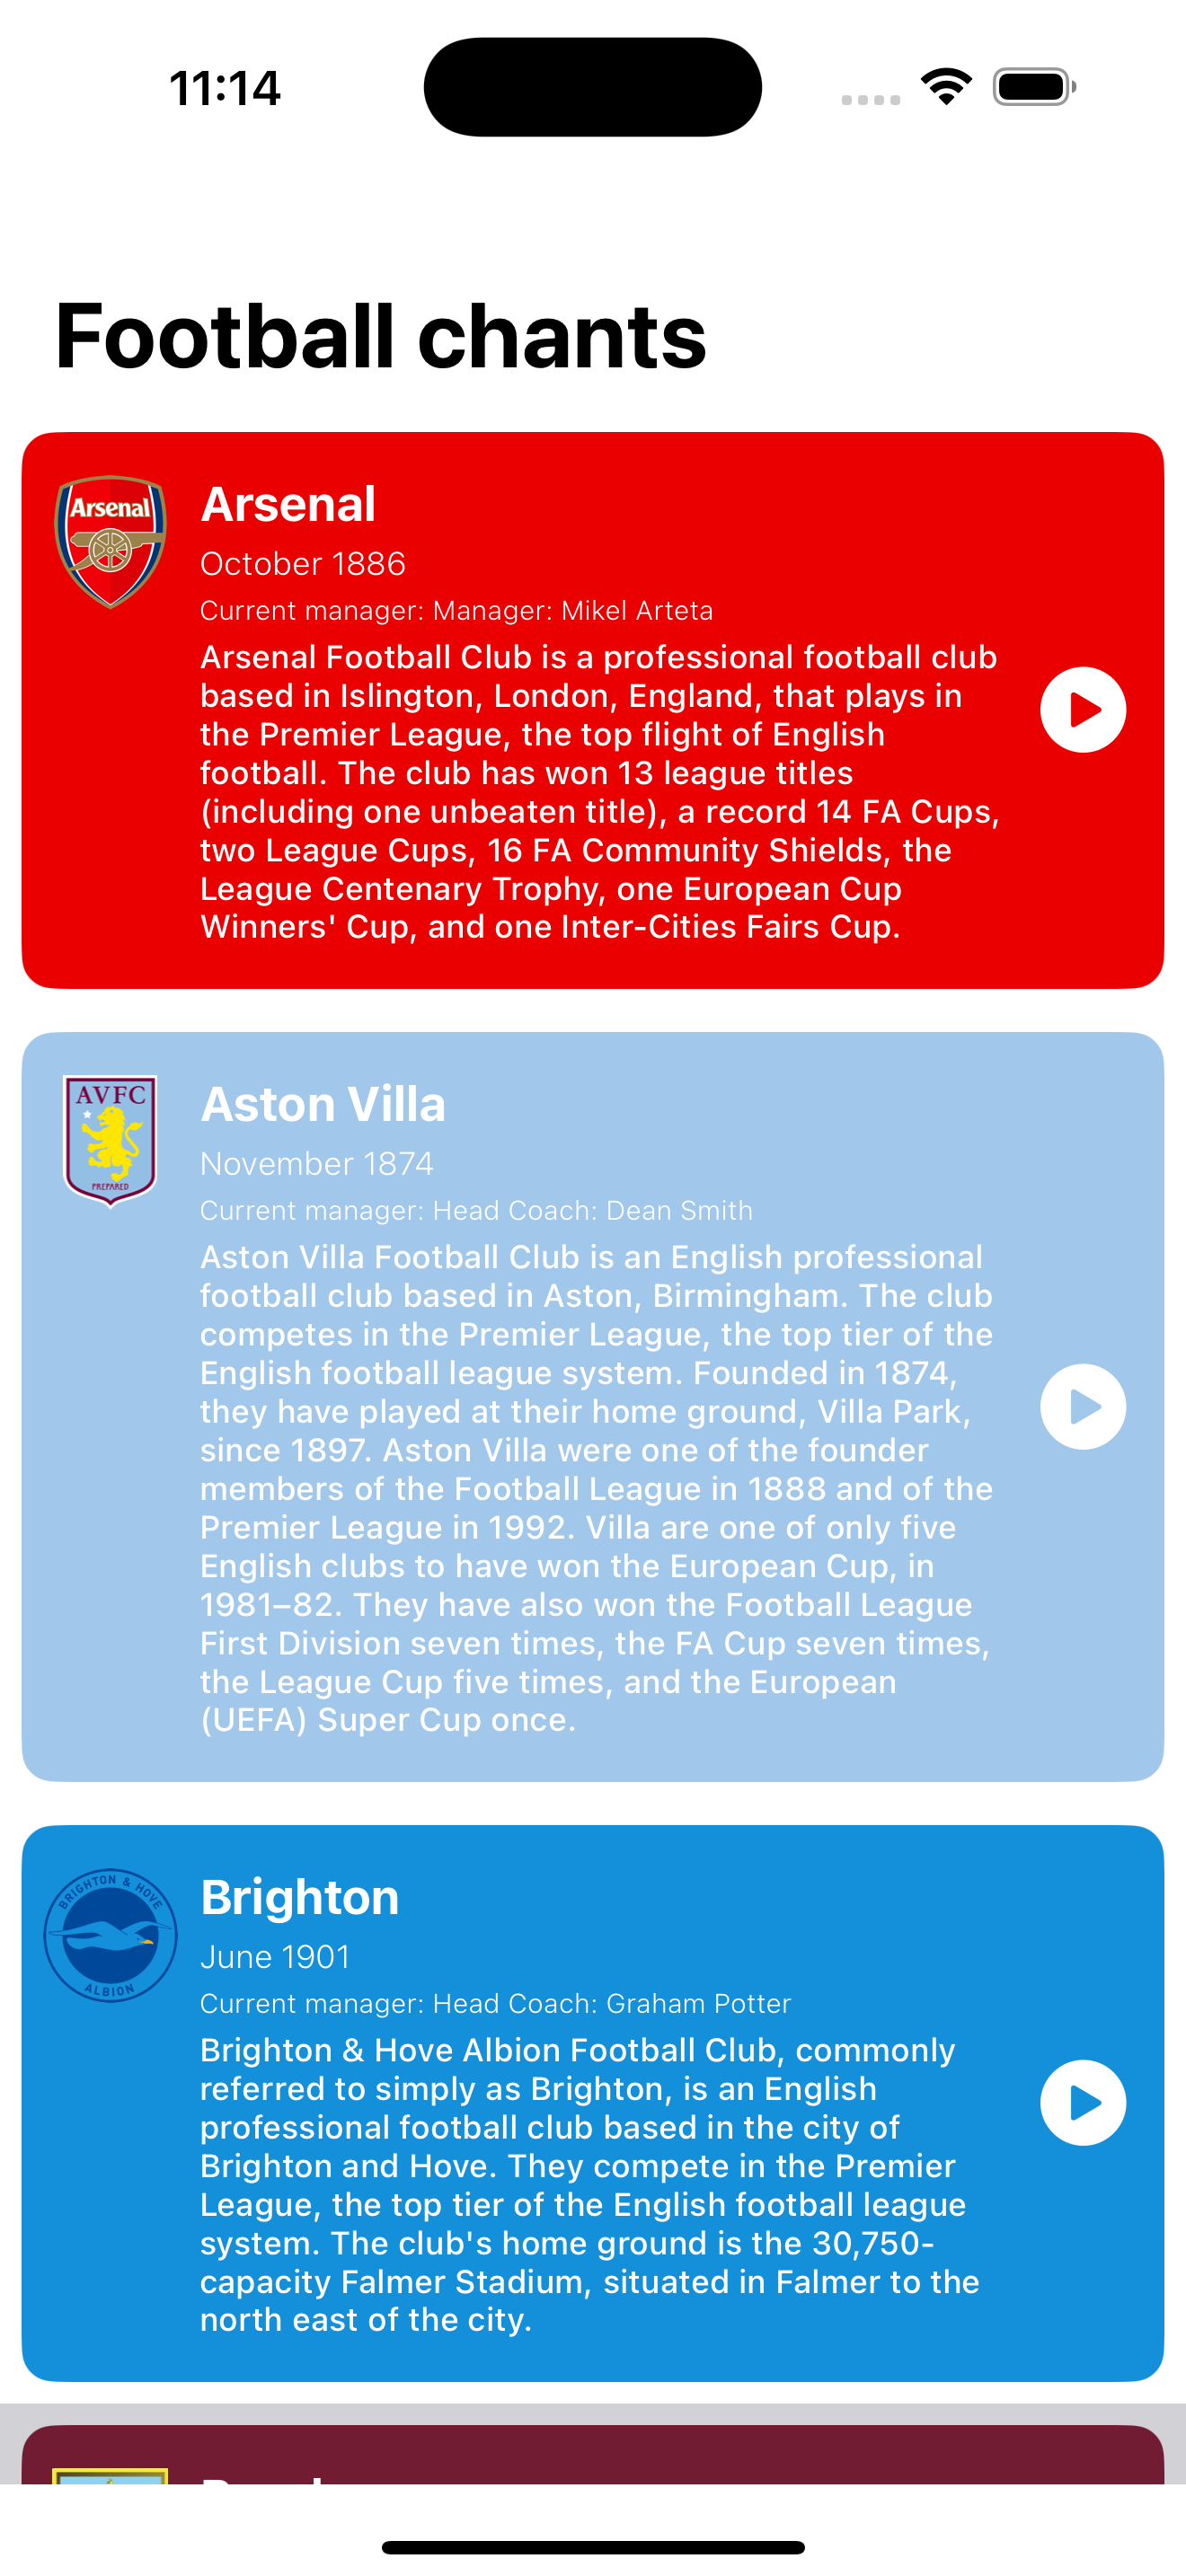 11:14
Football chants
Arsenal
Arsenal
October 1886
Current manager: Manager: Mikel Arteta
Arsenal Football Club is a professional football club
based in Islington, London, England, that plays in
the Premier League, the top flight of English
football. The club has won 13 league titles
(including one unbeaten title), a record 14 FA Cups,
two League Cups, 16 FA Community Shields, the
League Centenary Trophy, one European Cup
Winners' Cup, and one Inter-Cities Fairs Cup.
AVFC
PREPARED
Aston Villa
November 1874
Current manager: Head Coach: Dean Smith
Aston Villa Football Club is an English professional
football club based in Aston, Birmingham. The club
competes in the Premier League, the top tier of the
English football league system. Founded in 1874,
they have played at their home ground, Villa Park,
since 1897. Aston Villa were one of the founder
members of the Football League in 1888 and of the
Premier League in 1992. Villa are one of only five
English clubs to have won the European Cup, in
1981–82. They have also won the Football League
First Division seven times, the FA Cup seven times,
the League Cup five times, and the European
(UEFA) Super Cup once.
BRIGHTON & HOVE
ALBION
Brighton
June 1901
Current manager: Head Coach: Graham Potter
Brighton & Hove Albion Football Club, commonly
referred to simply as Brighton, is an English
professional football club based in the city of
Brighton and Hove. They compete in the Premier
League, the top tier of the English football league
system. The club's home ground is the 30,750-
capacity Falmer Stadium, situated in Falmer to the
north east of the city.